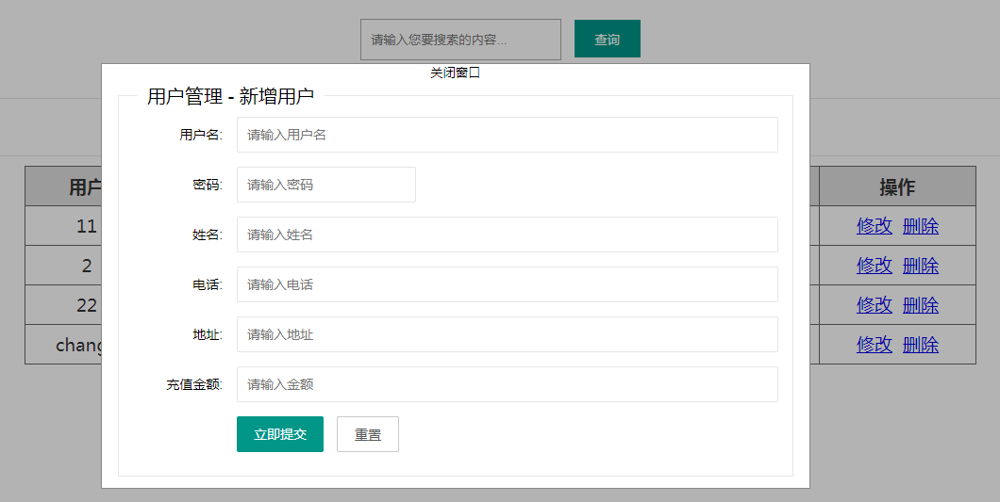 请输入您要搜索的内容... 查询
关闭窗口
用户管理 - 新增用户
用户名: 请输入用户名
密码: 请输入密码
姓名: 请输入姓名
电话: 请输入电话
地址: 请输入地址
充值金额: 请输入金额
立即提交 重置
用户 操作
11 修改 删除
2 修改 删除
22 修改 删除
chang 修改 删除